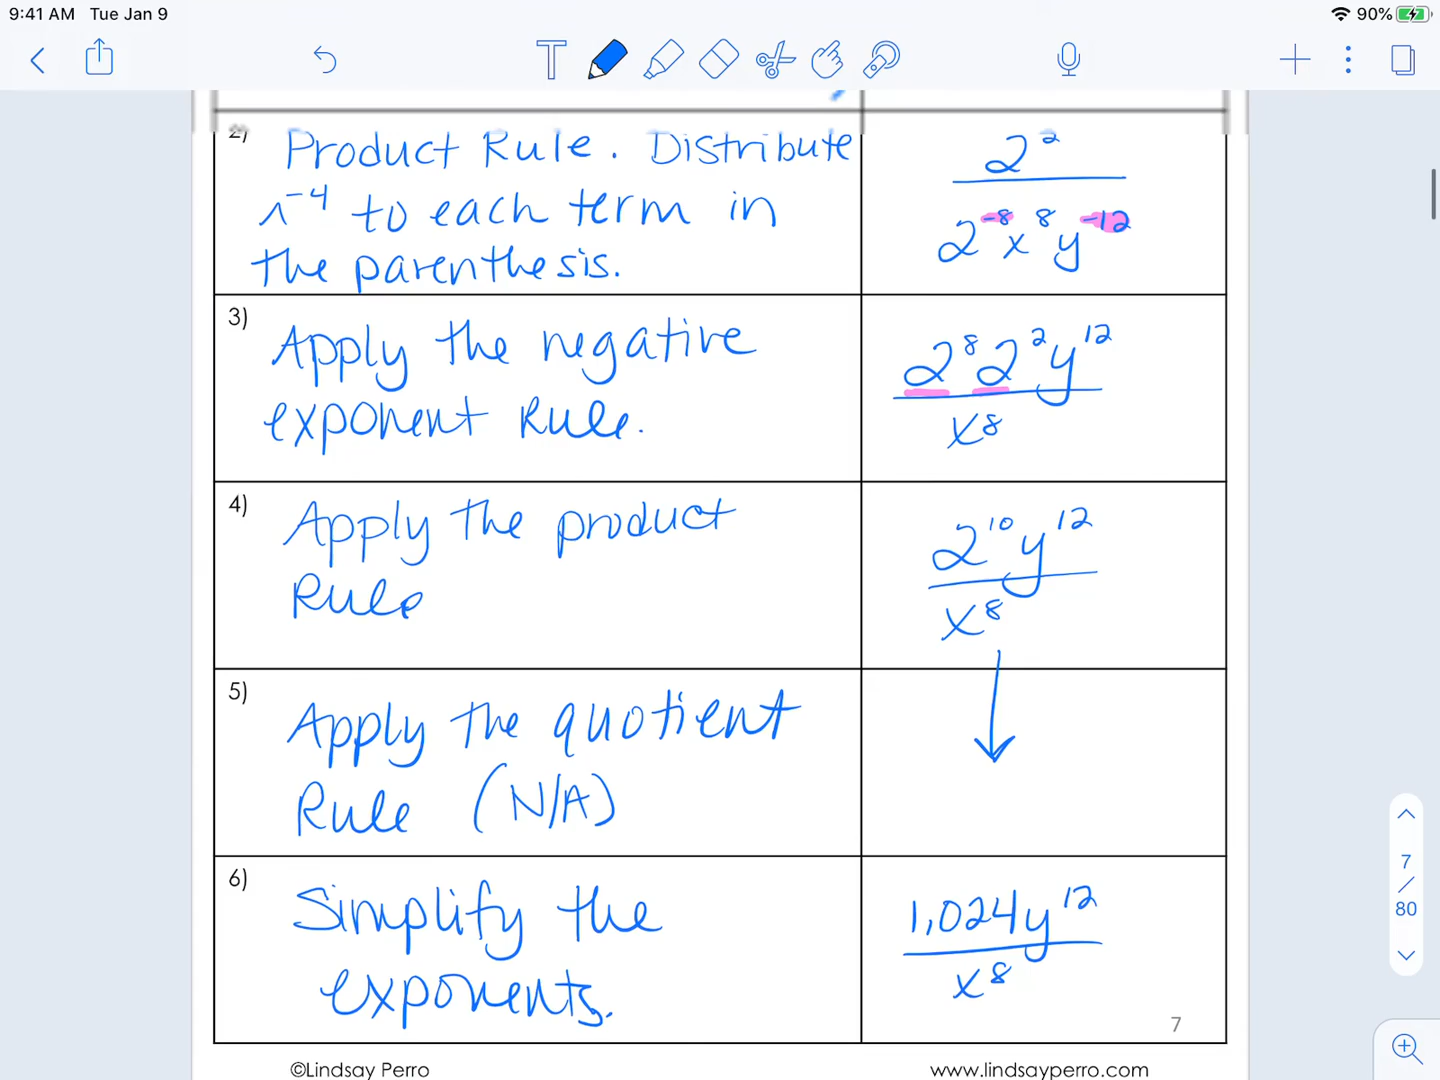 9:41 AM Tue Jan 9
90%
2) Product Rule. Distribute
^-4 to each term in
the parenthesis.
2^2
2^-8 x^8 y^-12
3) Apply the negative
exponent Rule.
2^8 2^2 y^12
x^8
4) Apply the product
Rule
2^10 y^12
x^8
5) Apply the quotient
Rule (N/A)
6) Simplify the
exponents.
1,024y^12
x^8
7
/
80
7
©Lindsay Perro
www.lindsayperro.com